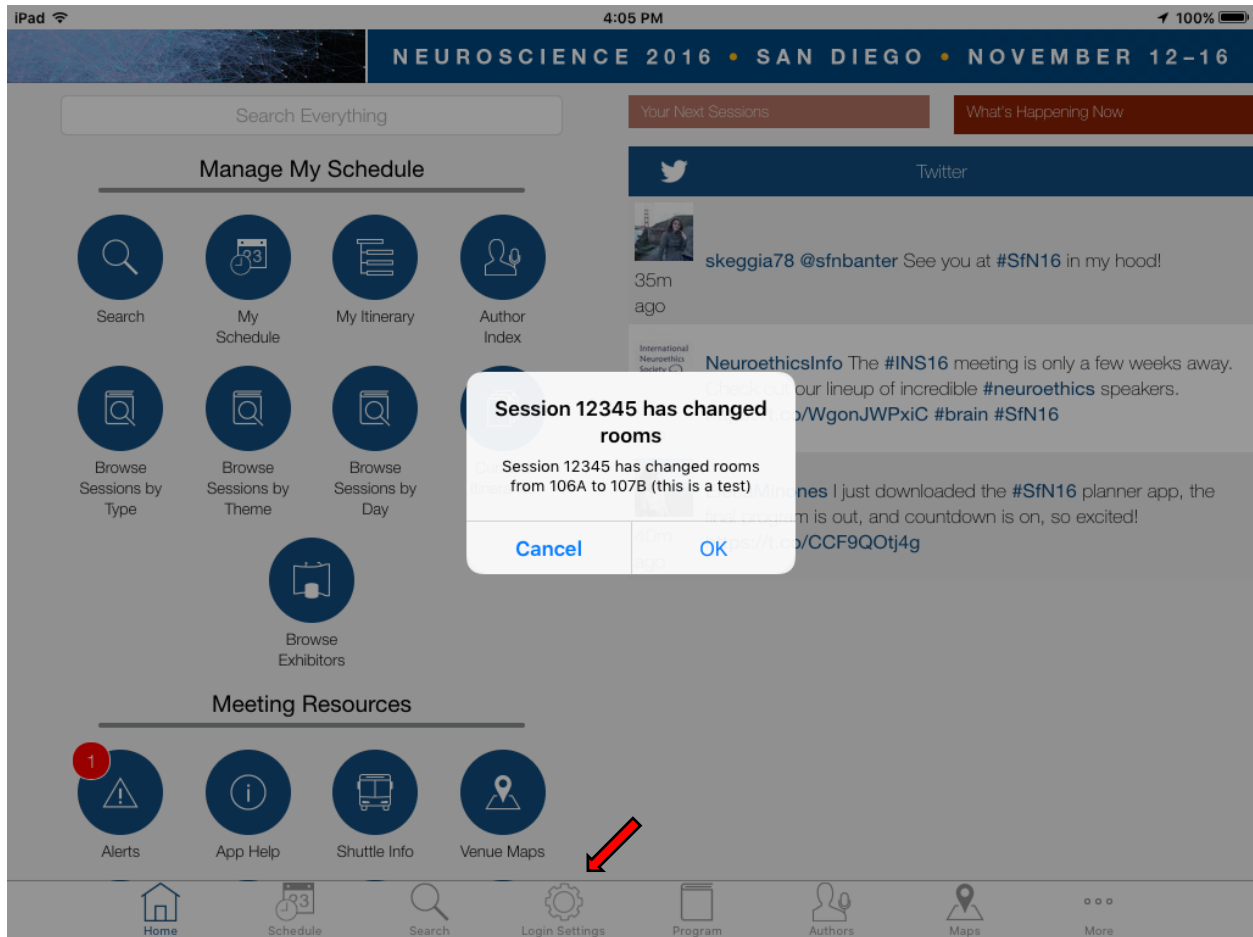 iPad
4:05 PM
100%
NEUROSCIENCE 2016 • SAN DIEGO • NOVEMBER 12–16
Search Everything
Your Next Sessions
What's Happening Now
Manage My Schedule
Twitter
Search
My
Schedule
My Itinerary
Author
Index
35m
ago
skeggia78 @sfnbanter See you at #SfN16 in my hood!
International
Neuroethics
Society
NeuroethicsInfo The #INS16 meeting is only a few weeks away.
our lineup of incredible #neuroethics speakers.
/WgonJWPxiC #brain #SfN16
Browse
Sessions by
Type
Browse
Sessions by
Theme
Browse
Sessions by
Day
Session 12345 has changed
rooms
Session 12345 has changed rooms
from 106A to 107B (this is a test)
Cancel
OK
nes I just downloaded the #SfN16 planner app, the
is out, and countdown is on, so excited!
/CCF9QOtj4g
Browse
Exhibitors
Meeting Resources
1
Alerts
App Help
Shuttle Info
Venue Maps
Home
Schedule
Search
Login Settings
Program
Authors
Maps
More